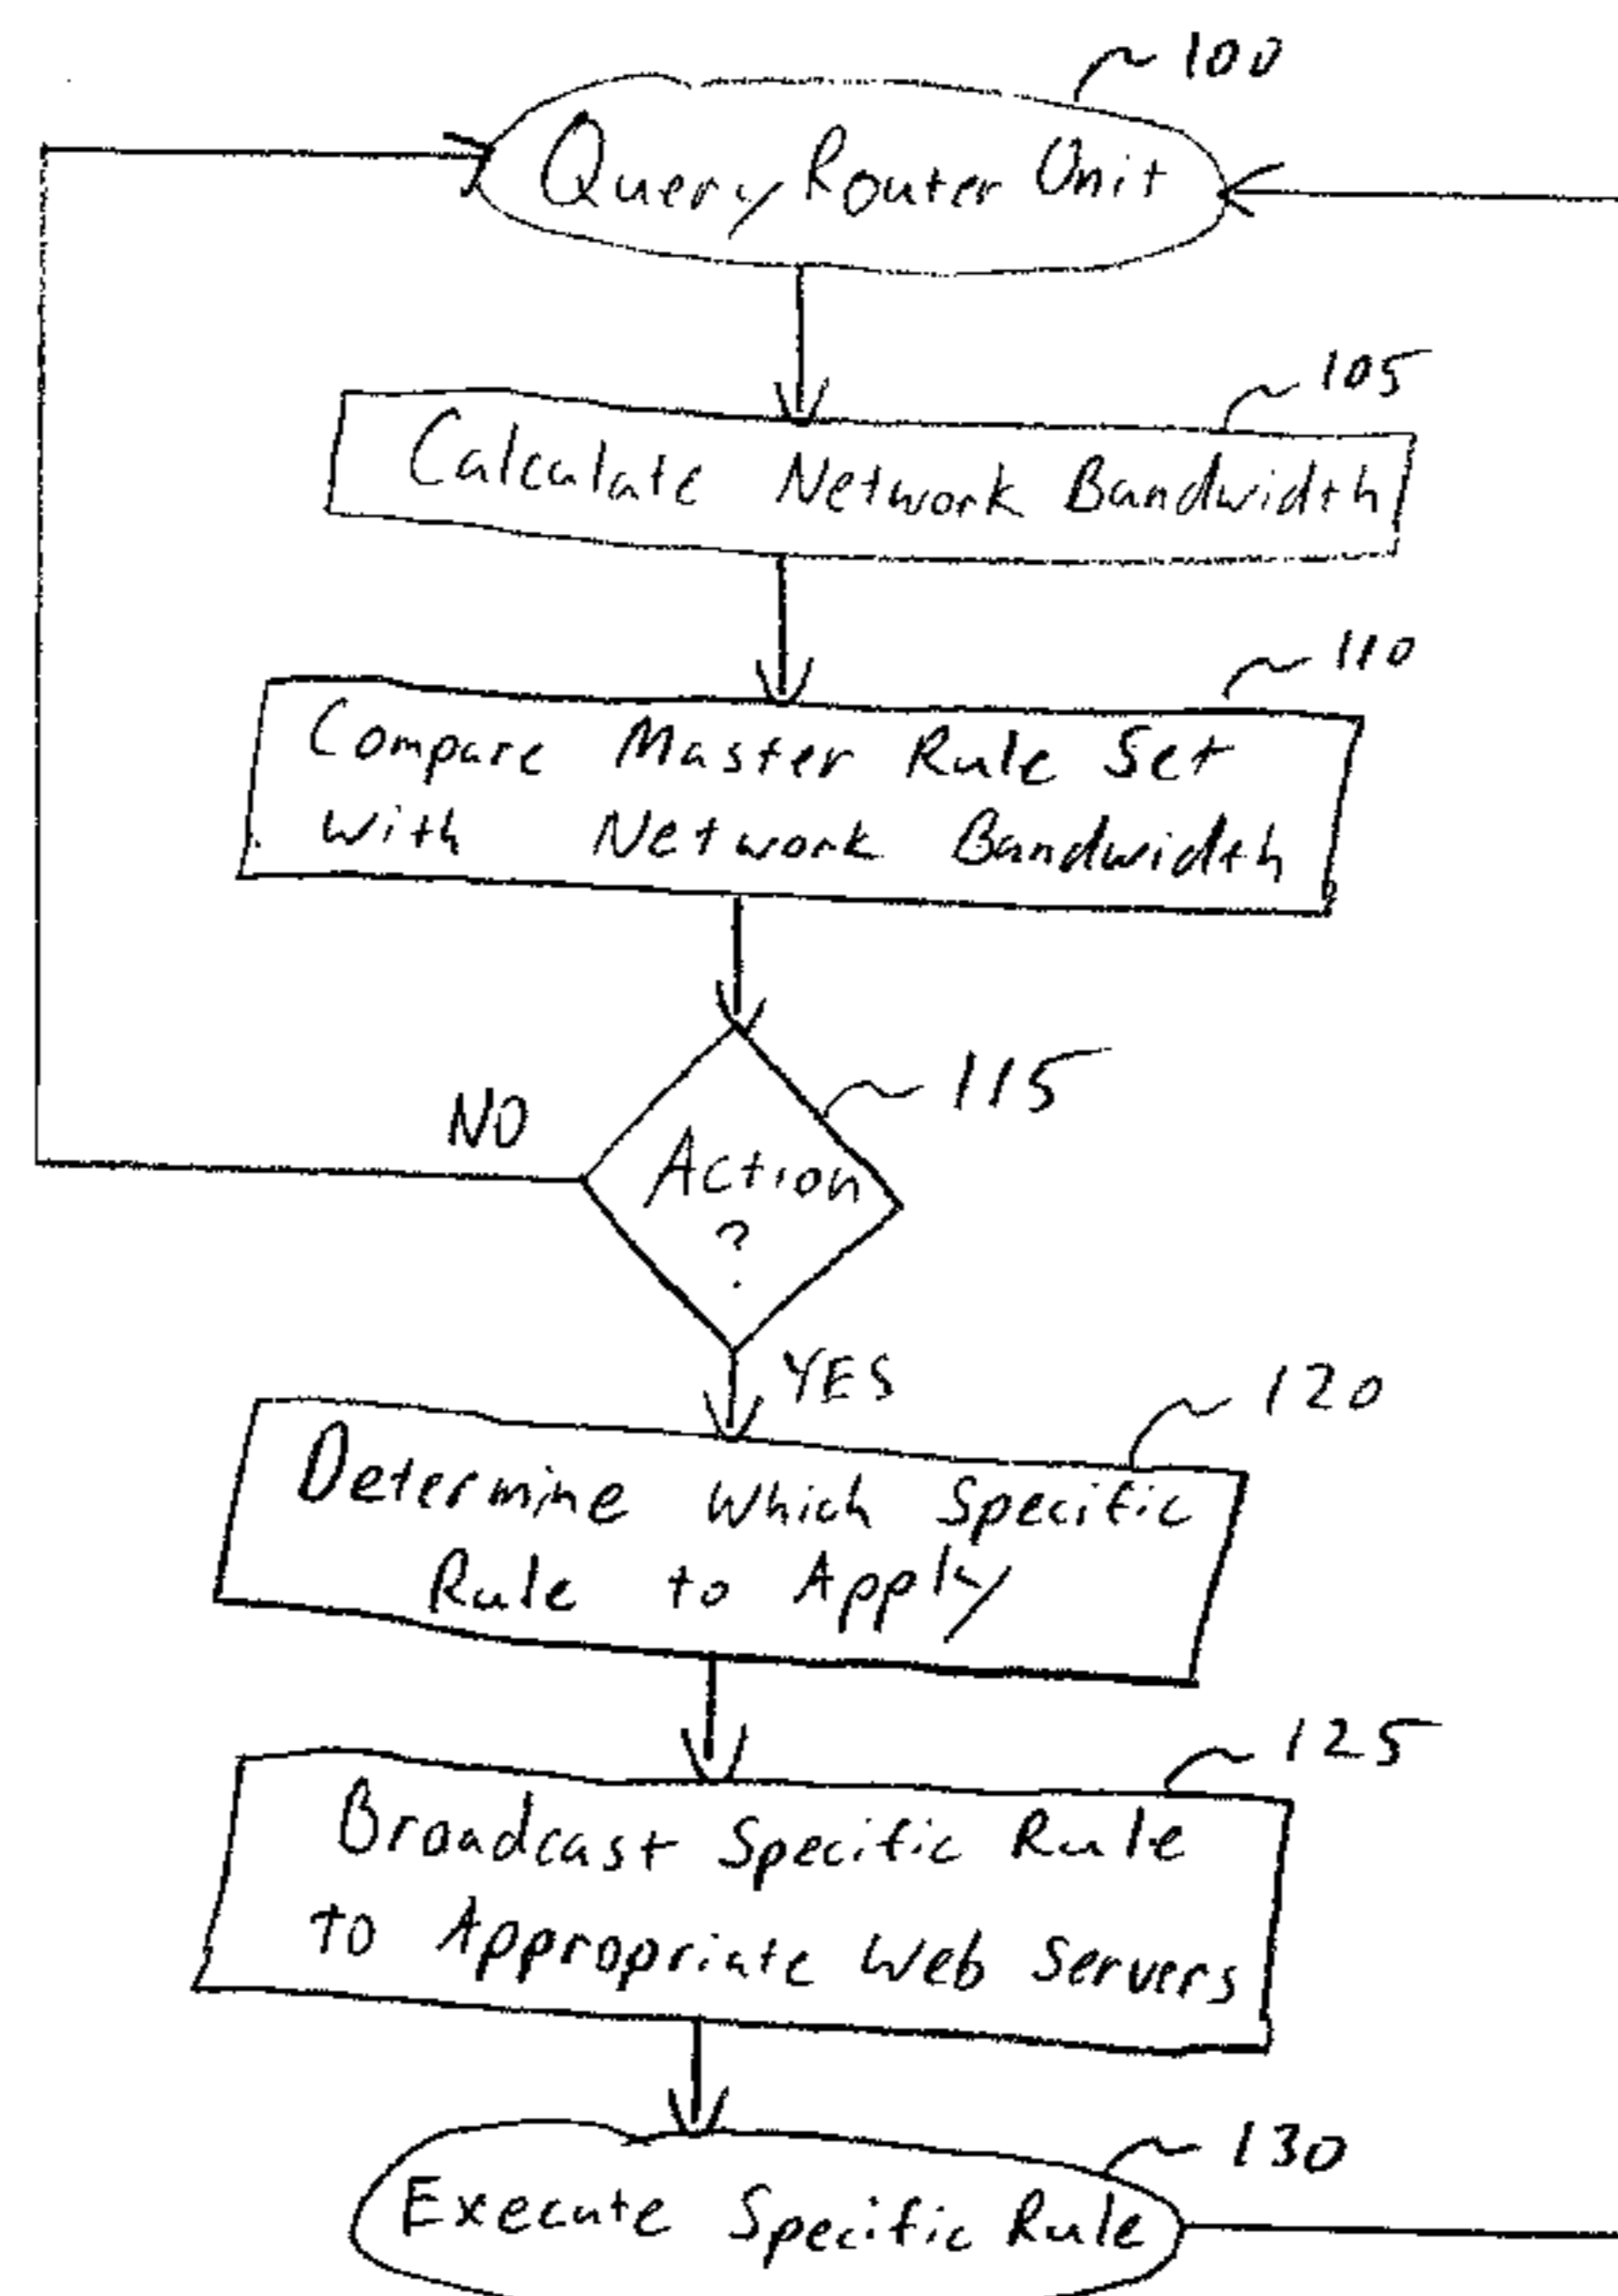 100
Query Router Unit
105
Calculate Network Bandwidth
110
Compare Master Rule Set
with Network Bandwidth
115
NO
Action
?
YES
120
Determine Which Specific
Rule to Apply
125
Broadcast Specific Rule
to Appropriate Web Servers
130
Execute Specific Rule